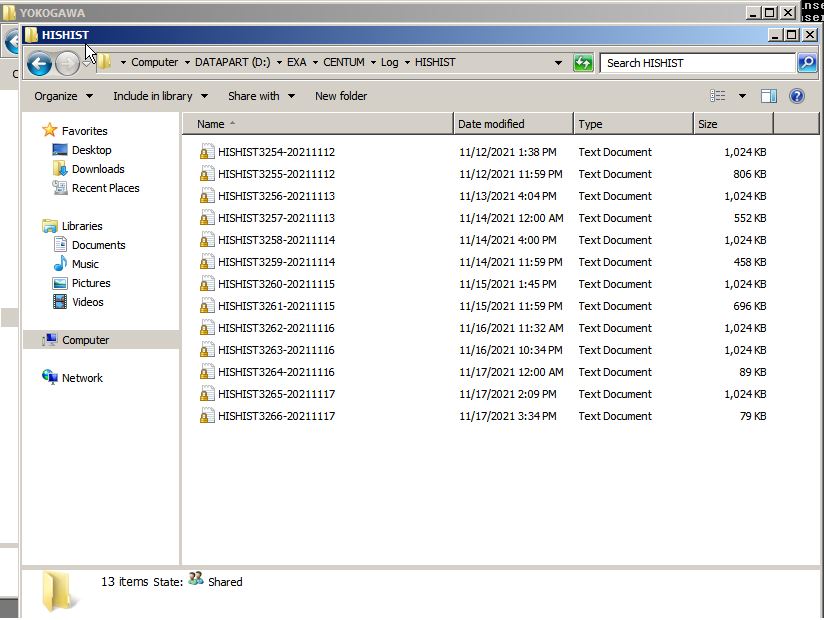 YOKOGAWA
HISHIST
Computer DATAPART (D:) EXA CENTUM Log HISHIST Search HISHIST
Organize Include in library Share with New folder
Favorites
Desktop
Downloads
Recent Places
Libraries
Documents
Music
Pictures
Videos
Computer
Network
Name Date modified Type Size
HISHIST3254-20211112 11/12/2021 1:38 PM Text Document 1,024 KB
HISHIST3255-20211112 11/12/2021 11:59 PM Text Document 806 KB
HISHIST3256-20211113 11/13/2021 4:04 PM Text Document 1,024 KB
HISHIST3257-20211113 11/14/2021 12:00 AM Text Document 552 KB
HISHIST3258-20211114 11/14/2021 4:00 PM Text Document 1,024 KB
HISHIST3259-20211114 11/14/2021 11:59 PM Text Document 458 KB
HISHIST3260-20211115 11/15/2021 1:45 PM Text Document 1,024 KB
HISHIST3261-20211115 11/15/2021 11:59 PM Text Document 696 KB
HISHIST3262-20211116 11/16/2021 11:32 AM Text Document 1,024 KB
HISHIST3263-20211116 11/16/2021 10:34 PM Text Document 1,024 KB
HISHIST3264-20211116 11/17/2021 12:00 AM Text Document 89 KB
HISHIST3265-20211117 11/17/2021 2:09 PM Text Document 1,024 KB
HISHIST3266-20211117 11/17/2021 3:34 PM Text Document 79 KB
13 items State: Shared